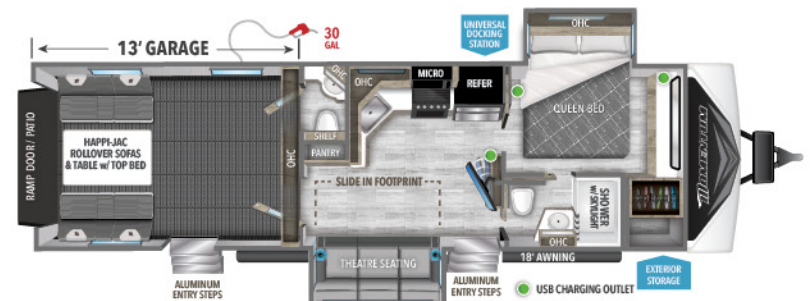 13' GARAGE
30
GAL
UNIVERSAL
DOCKING
STATION
OHC
OHC
OHC
MICRO
REFER
QUEEN BED
RAMP DOOR / PATIO
HAPPI-JAC
ROLLOVER SOFAS
& TABLE w/ TOP BED
OHC
SHELF
PANTRY
SLIDE IN FOOTPRINT
SHOWER
w/ SKYLIGHT
MOMENTUM
OHC
THEATRE SEATING
18' AWNING
ALUMINUM
ENTRY STEPS
ALUMINUM
ENTRY STEPS
USB CHARGING OUTLET
EXTERIOR
STORAGE